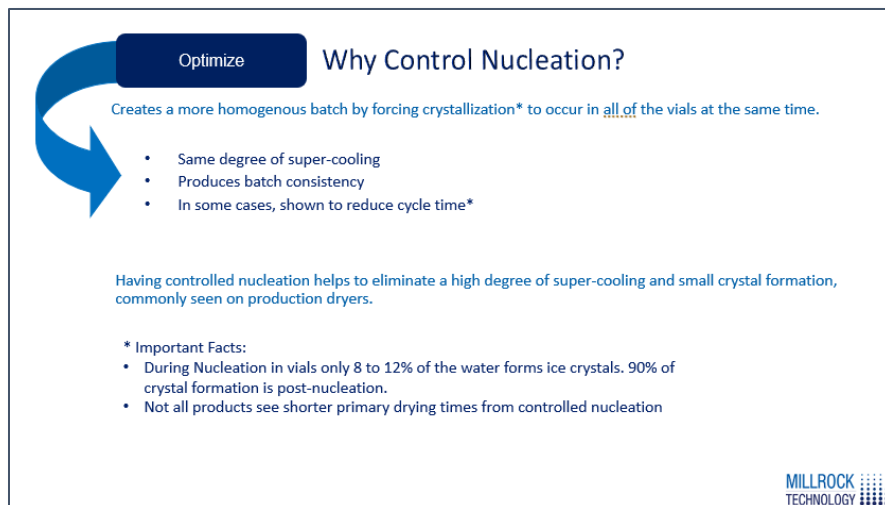 Optimize
Why Control Nucleation?
Creates a more homogenous batch by forcing crystallization* to occur in all of the vials at the same time.
• Same degree of super-cooling
• Produces batch consistency
• In some cases, shown to reduce cycle time*
Having controlled nucleation helps to eliminate a high degree of super-cooling and small crystal formation,
commonly seen on production dryers.
* Important Facts:
• During Nucleation in vials only 8 to 12% of the water forms ice crystals. 90% of
crystal formation is post-nucleation.
• Not all products see shorter primary drying times from controlled nucleation
MILLROCK
TECHNOLOGY